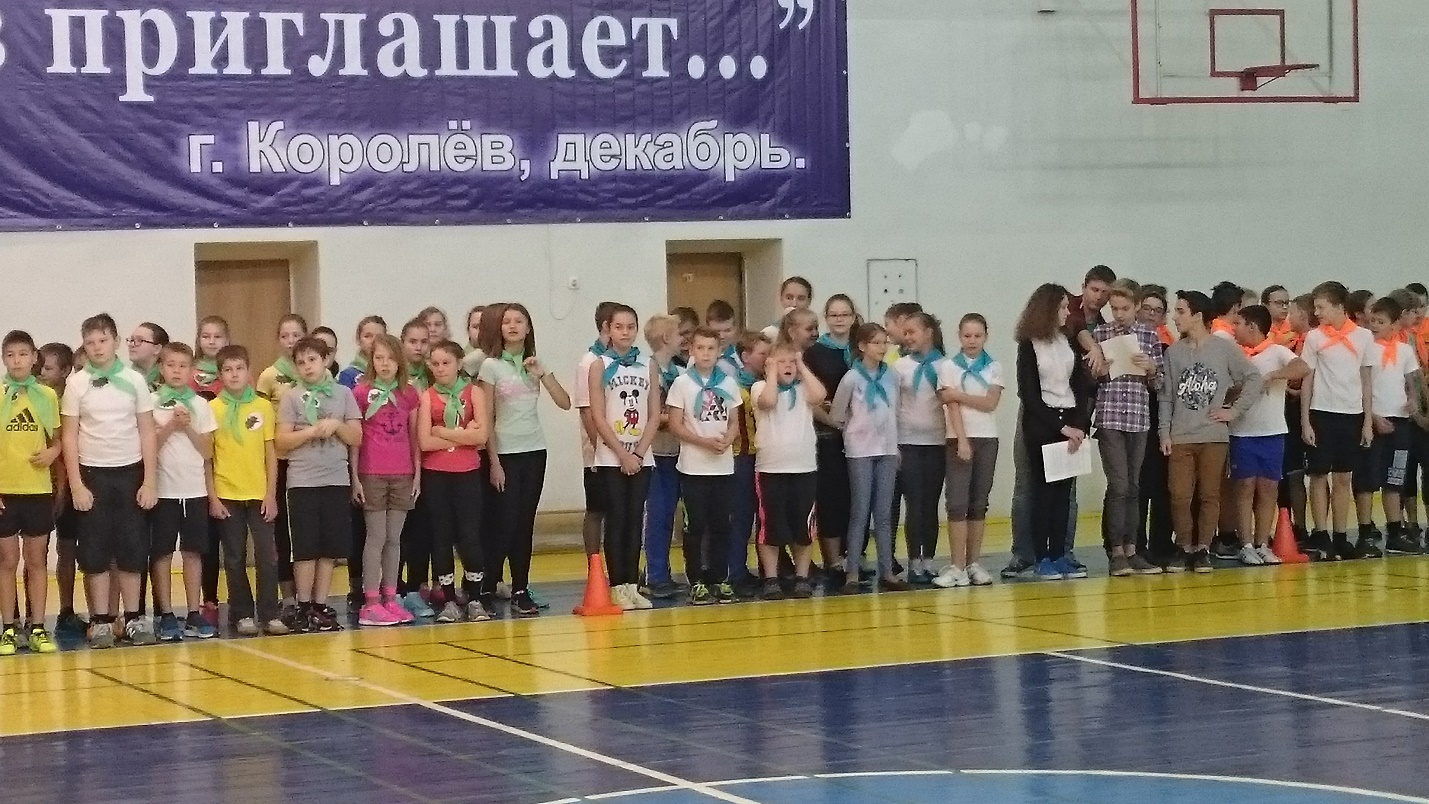 приглашает...”
г. Королёв, декабрь.
adidas
MICKEY
Aloha